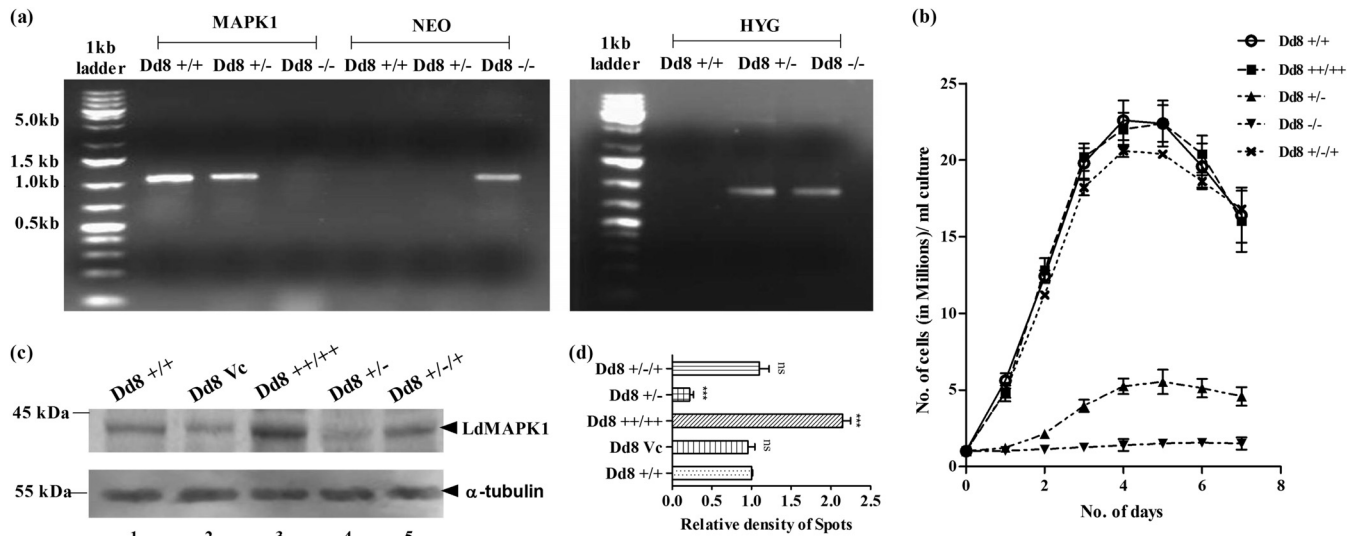 (a)
MAPK1
NEO
1kb
ladder
Dd8 +/+ Dd8 +/- Dd8 -/- Dd8 +/+ Dd8 +/- Dd8 -/-
5.0kb
1.5 kb
1.0kb
0.5kb
HYG
1kb
ladder
Dd8 +/+ Dd8 +/- Dd8 -/-
(b)
Dd8 +/+
Dd8 ++/++
Dd8 +/-
Dd8 -/-
Dd8 +/-/+
No. of cells (in Millions)/ ml culture
25
20
15
10
5
0
0 2 4 6 8
No. of days
(c)
Dd8 +/+ Dd8 Vc Dd8 ++/++ Dd8 +/- Dd8 +/-/+
45 kDa
LdMAPK1
55 kDa
α-tubulin
1 2 3 4 5
(d)
Dd8 +/-/+ ns
Dd8 +/- ***
Dd8 ++/++ ***
Dd8 Vc ns
Dd8 +/+
0.0 0.5 1.0 1.5 2.0 2.5
Relative density of Spots